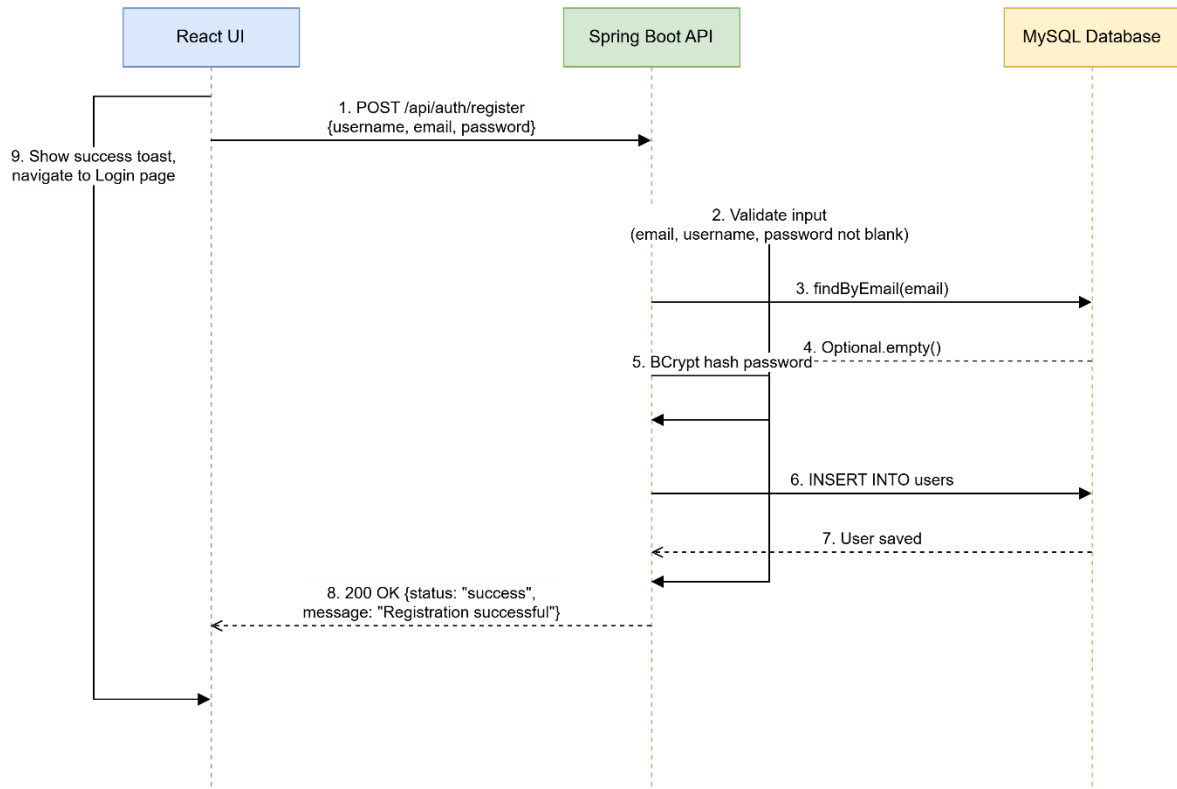 React UI
Spring Boot API
MySQL Database
1. POST /api/auth/register
{username, email, password}
9. Show success toast,
navigate to Login page
2. Validate input
(email, username, password not blank)
3. findByEmail(email)
4. Optional.empty()
5. BCrypt hash password
6. INSERT INTO users
7. User saved
8. 200 OK {status: "success",
message: "Registration successful"}